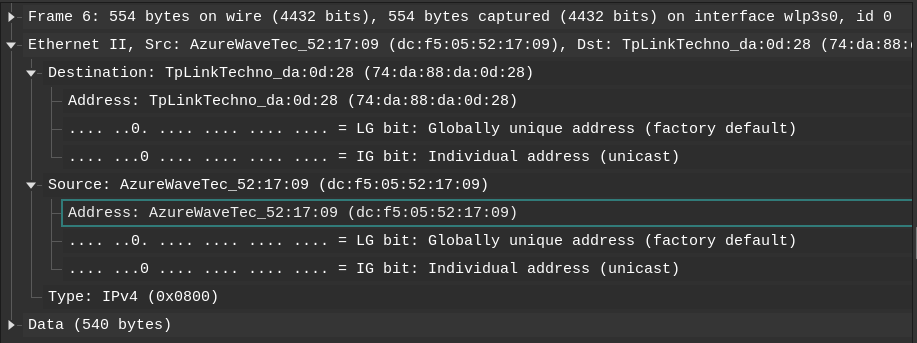 Frame 6: 554 bytes on wire (4432 bits), 554 bytes captured (4432 bits) on interface wlp3s0, id 0
Ethernet II, Src: AzureWaveTec_52:17:09 (dc:f5:05:52:17:09), Dst: TpLinkTechno_da:0d:28 (74:da:88:
Destination: TpLinkTechno_da:0d:28 (74:da:88:da:0d:28)
Address: TpLinkTechno_da:0d:28 (74:da:88:da:0d:28)
.... ..0. .... .... .... .... = LG bit: Globally unique address (factory default)
.... ...0 .... .... .... .... = IG bit: Individual address (unicast)
Source: AzureWaveTec_52:17:09 (dc:f5:05:52:17:09)
Address: AzureWaveTec_52:17:09 (dc:f5:05:52:17:09)
.... ..0. .... .... .... .... = LG bit: Globally unique address (factory default)
.... ...0 .... .... .... .... = IG bit: Individual address (unicast)
Type: IPv4 (0x0800)
Data (540 bytes)